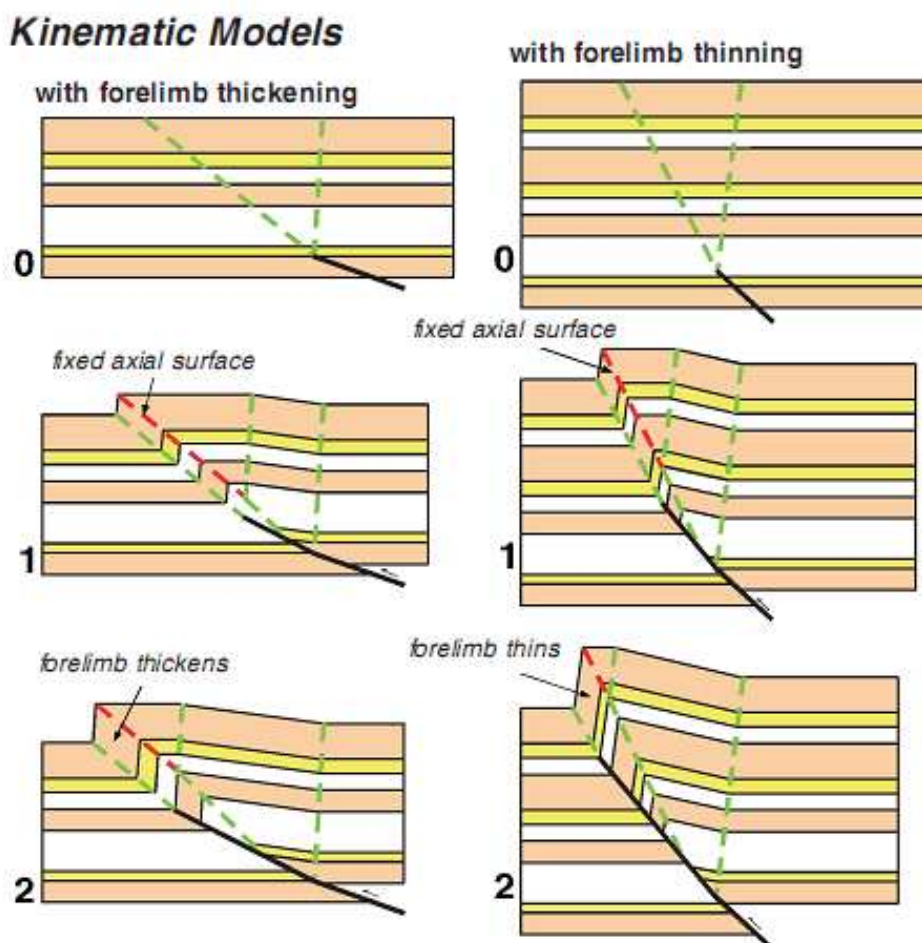 Kinematic Models
with forelimb thickening
with forelimb thinning
0
0
fixed axial surface
fixed axial surface
1
1
forelimb thickens
forelimb thins
2
2